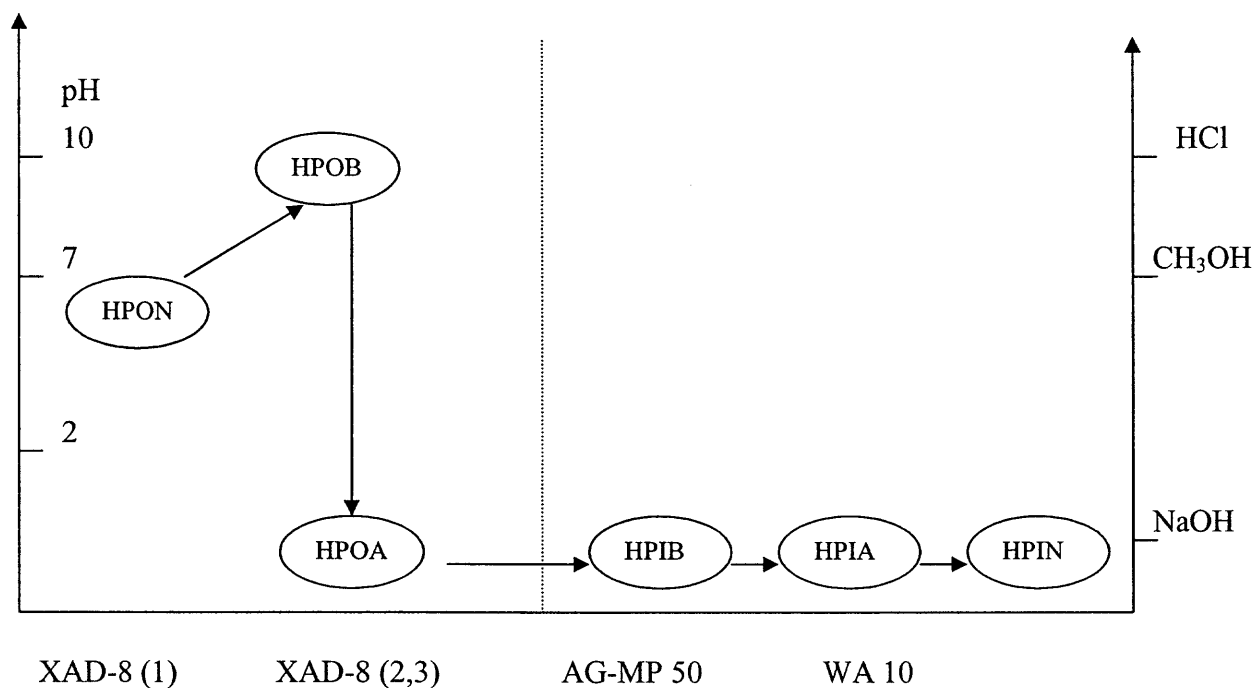 pH
10
HPOB
HCl
7
CH₃OH
HPON
2
NaOH
HPOA
HPIB
HPIA
HPIN
XAD-8 (1)
XAD-8 (2,3)
AG-MP 50
WA 10